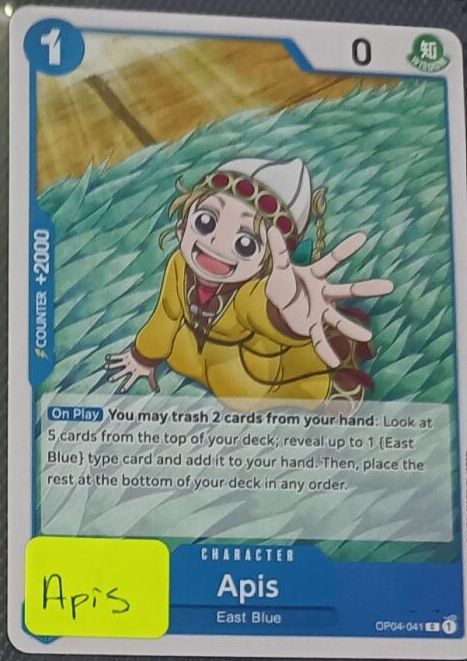 1
0
知
WISDOM
COUNTER +2000
On Play You may trash 2 cards from your hand: Look at
5 cards from the top of your deck; reveal up to 1 {East
Blue} type card and add it to your hand. Then, place the
rest at the bottom of your deck in any order.
CHARACTER
Apis
East Blue
Apis
OP04-041 C 1